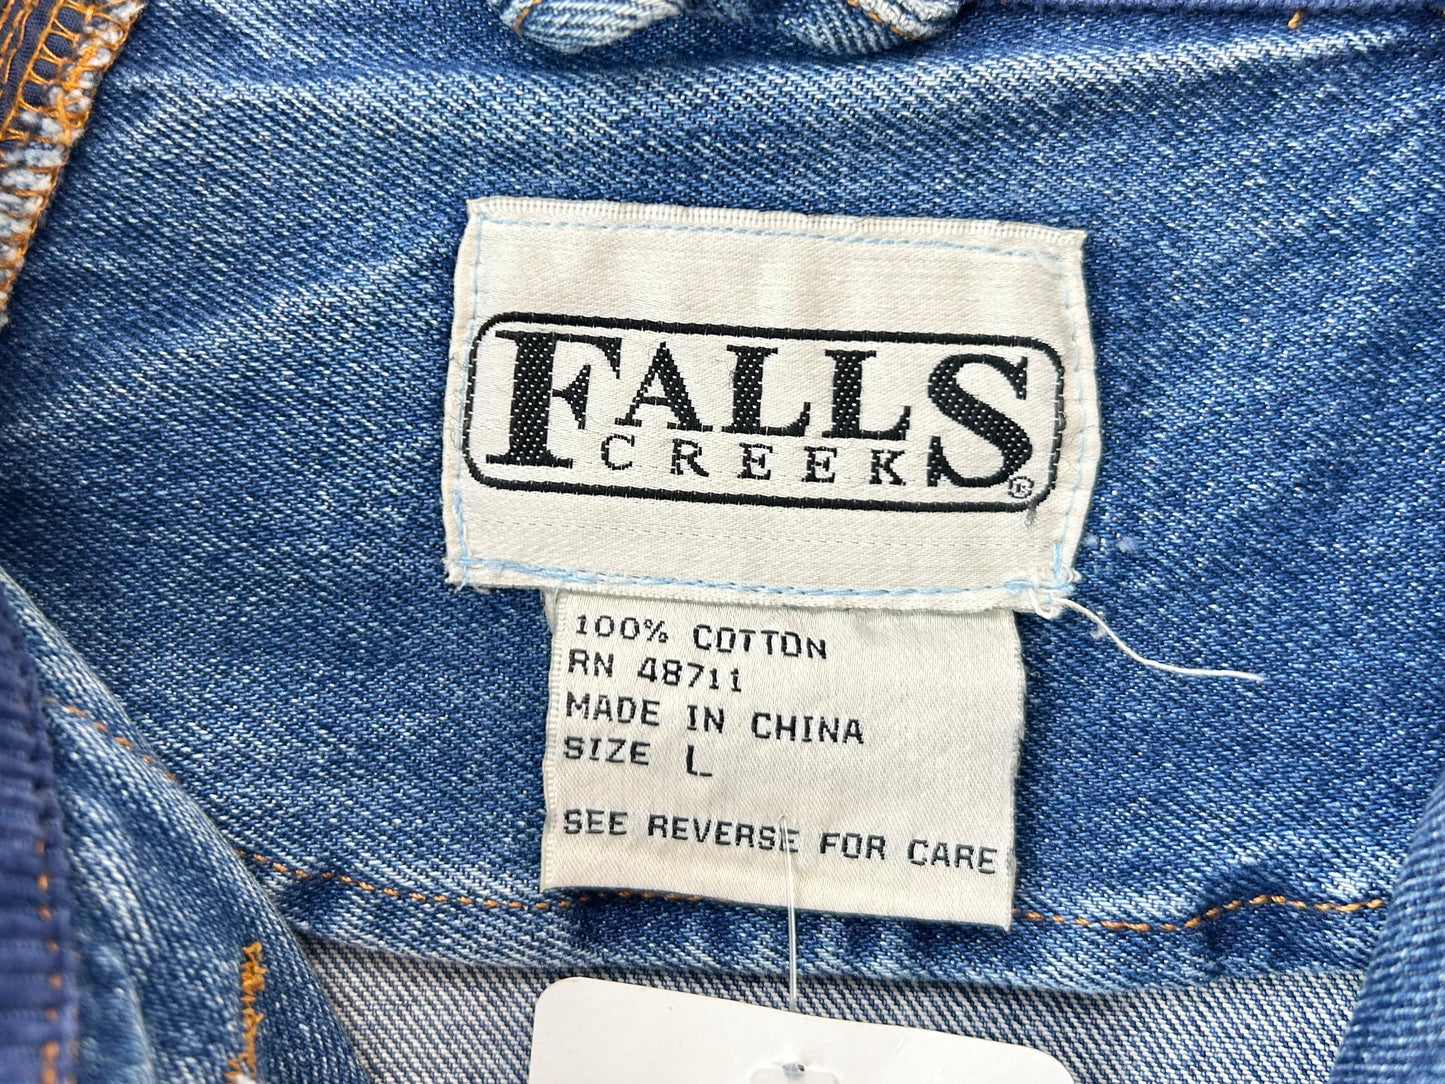 FALLS
CREEK ®
100% COTTON
RN 48711
MADE IN CHINA
SIZE L
SEE REVERSE FOR CARE